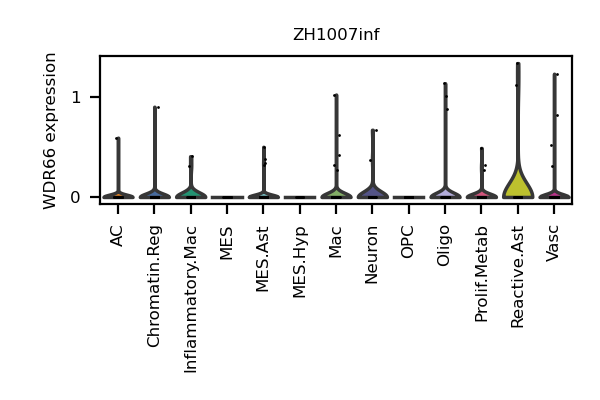 ZH1007inf
WDR66 expression
1
0
AC
Chromatin.Reg
Inflammatory.Mac
MES
MES.Ast
MES.Hyp
Mac
Neuron
OPC
Oligo
Prolif.Metab
Reactive.Ast
Vasc